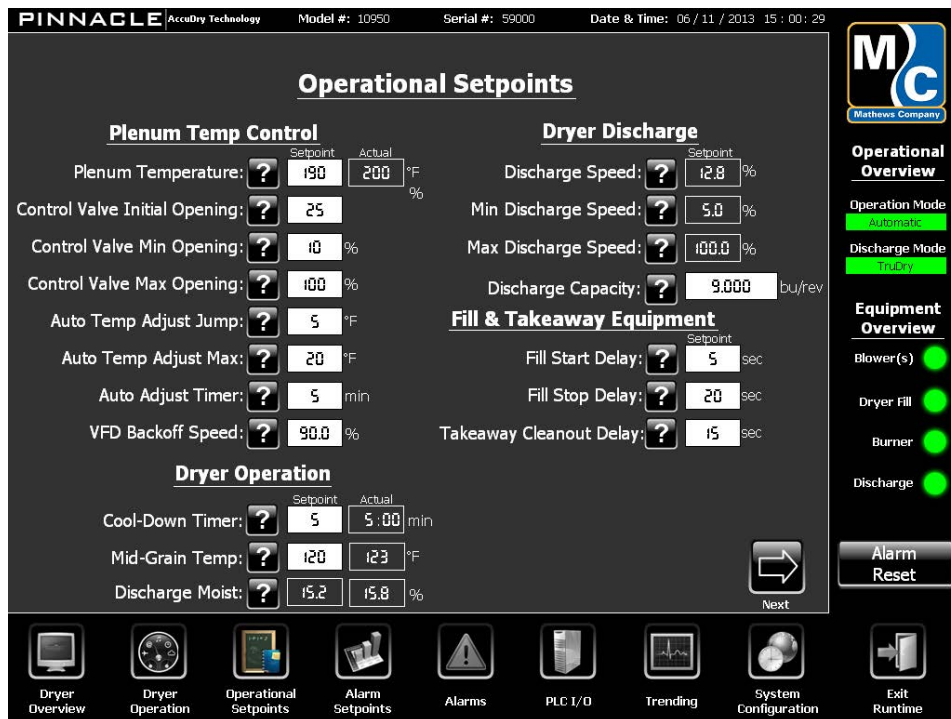 PINNACLE AccuDry Technology Model #: 10950 Serial #: 59000 Date & Time: 06/11/2013 15:00:29
Operational Setpoints
Plenum Temp Control
Setpoint Actual
Plenum Temperature: ? 190 200 °F
%
Control Valve Initial Opening: ? 25
Control Valve Min Opening: ? 10 %
Control Valve Max Opening: ? 100 %
Auto Temp Adjust Jump: ? 5 °F
Auto Temp Adjust Max: ? 20 °F
Auto Adjust Timer: ? 5 min
VFD Backoff Speed: ? 90.0 %
Dryer Operation
Setpoint Actual
Cool-Down Timer: ? 5 5:00 min
Mid-Grain Temp: ? 120 123 °F
Discharge Moist: ? 15.2 15.8 %
Dryer Discharge
Setpoint
Discharge Speed: ? 12.8 %
Min Discharge Speed: ? 5.0 %
Max Discharge Speed: ? 100.0 %
Discharge Capacity: ? 9.000 bu/rev
Fill & Takeaway Equipment
Setpoint
Fill Start Delay: ? 5 sec
Fill Stop Delay: ? 20 sec
Takeaway Cleanout Delay: ? 15 sec
Next
MC
Mathews Company
Operational
Overview
Operation Mode
Automatic
Discharge Mode
TruDry
Equipment
Overview
Blower(s)
Dryer Fill
Burner
Discharge
Alarm
Reset
Dryer
Overview
Dryer
Operation
Operational
Setpoints
Alarm
Setpoints
Alarms
PLC I/O
Trending
System
Configuration
Exit
Runtime